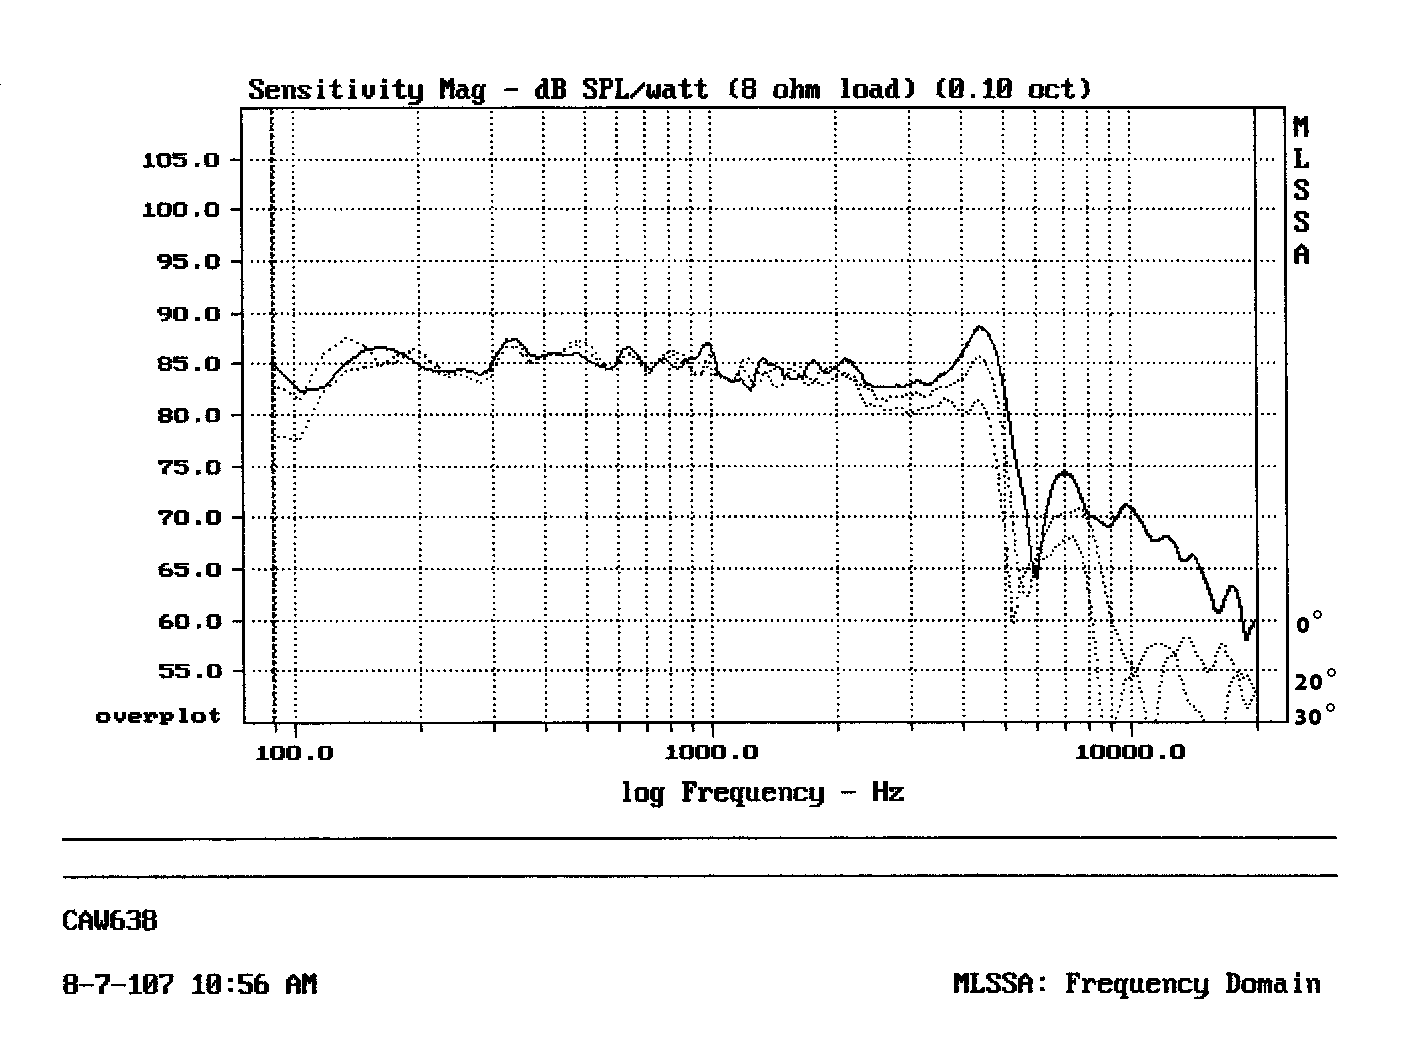 Sensitivity Mag - dB SPL/watt (8 ohm load) (0.10 oct)
M
L
S
S
A
105.0
100.0
95.0
90.0
85.0
80.0
75.0
70.0
65.0
60.0
55.0
overplot
0°
20°
30°
100.0 1000.0 10000.0
log Frequency - Hz
CAW638
8-7-107 10:56 AM
MLSSA: Frequency Domain